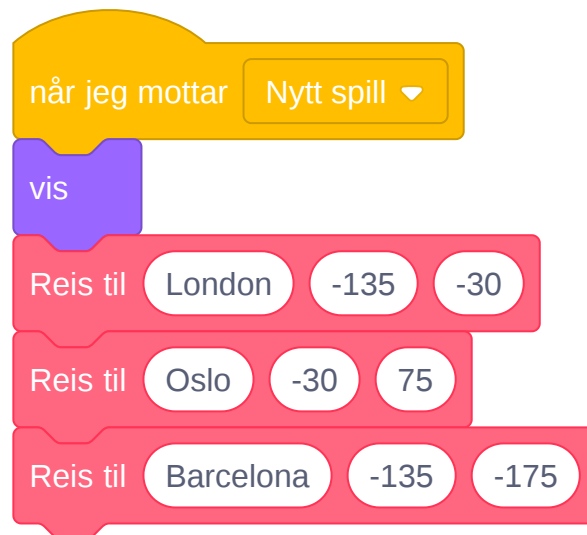 når jeg mottar Nytt spill
vis
Reis til London -135 -30
Reis til Oslo -30 75
Reis til Barcelona -135 -175